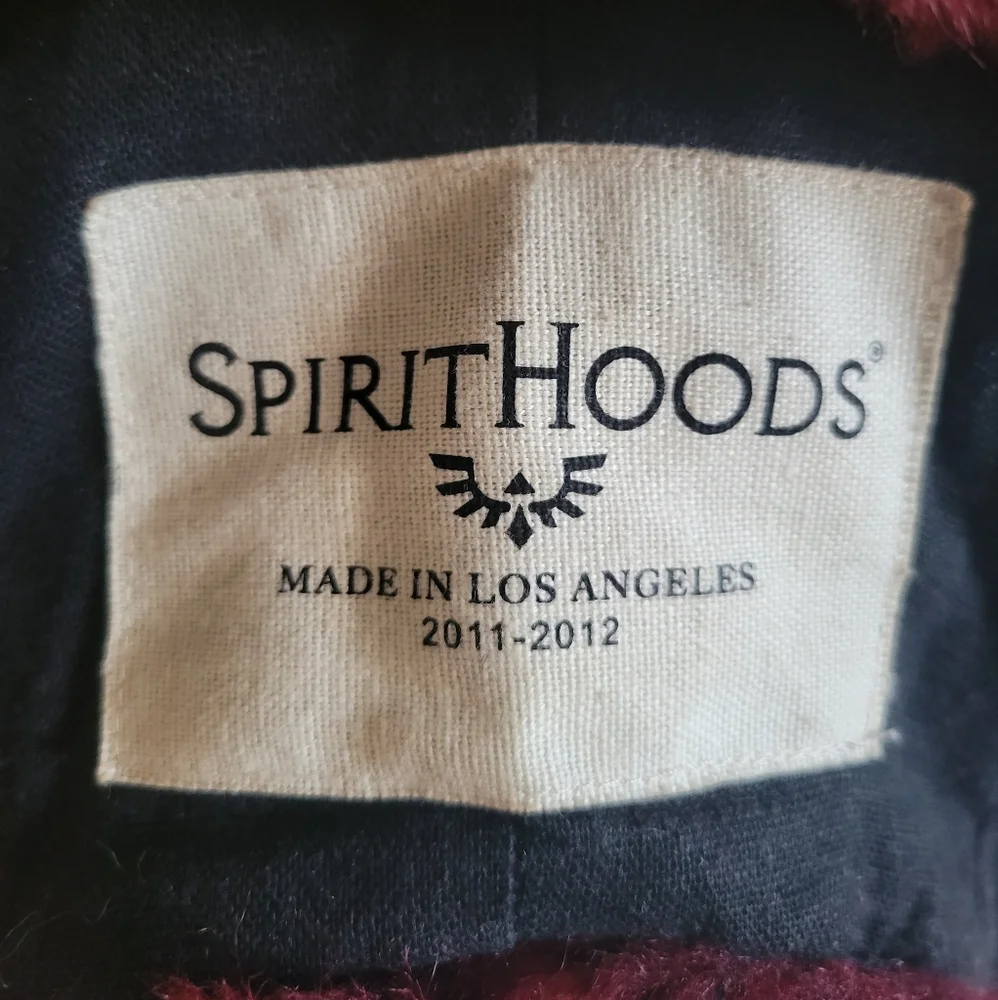 SPIRITHOODS®
MADE IN LOS ANGELES
2011-2012